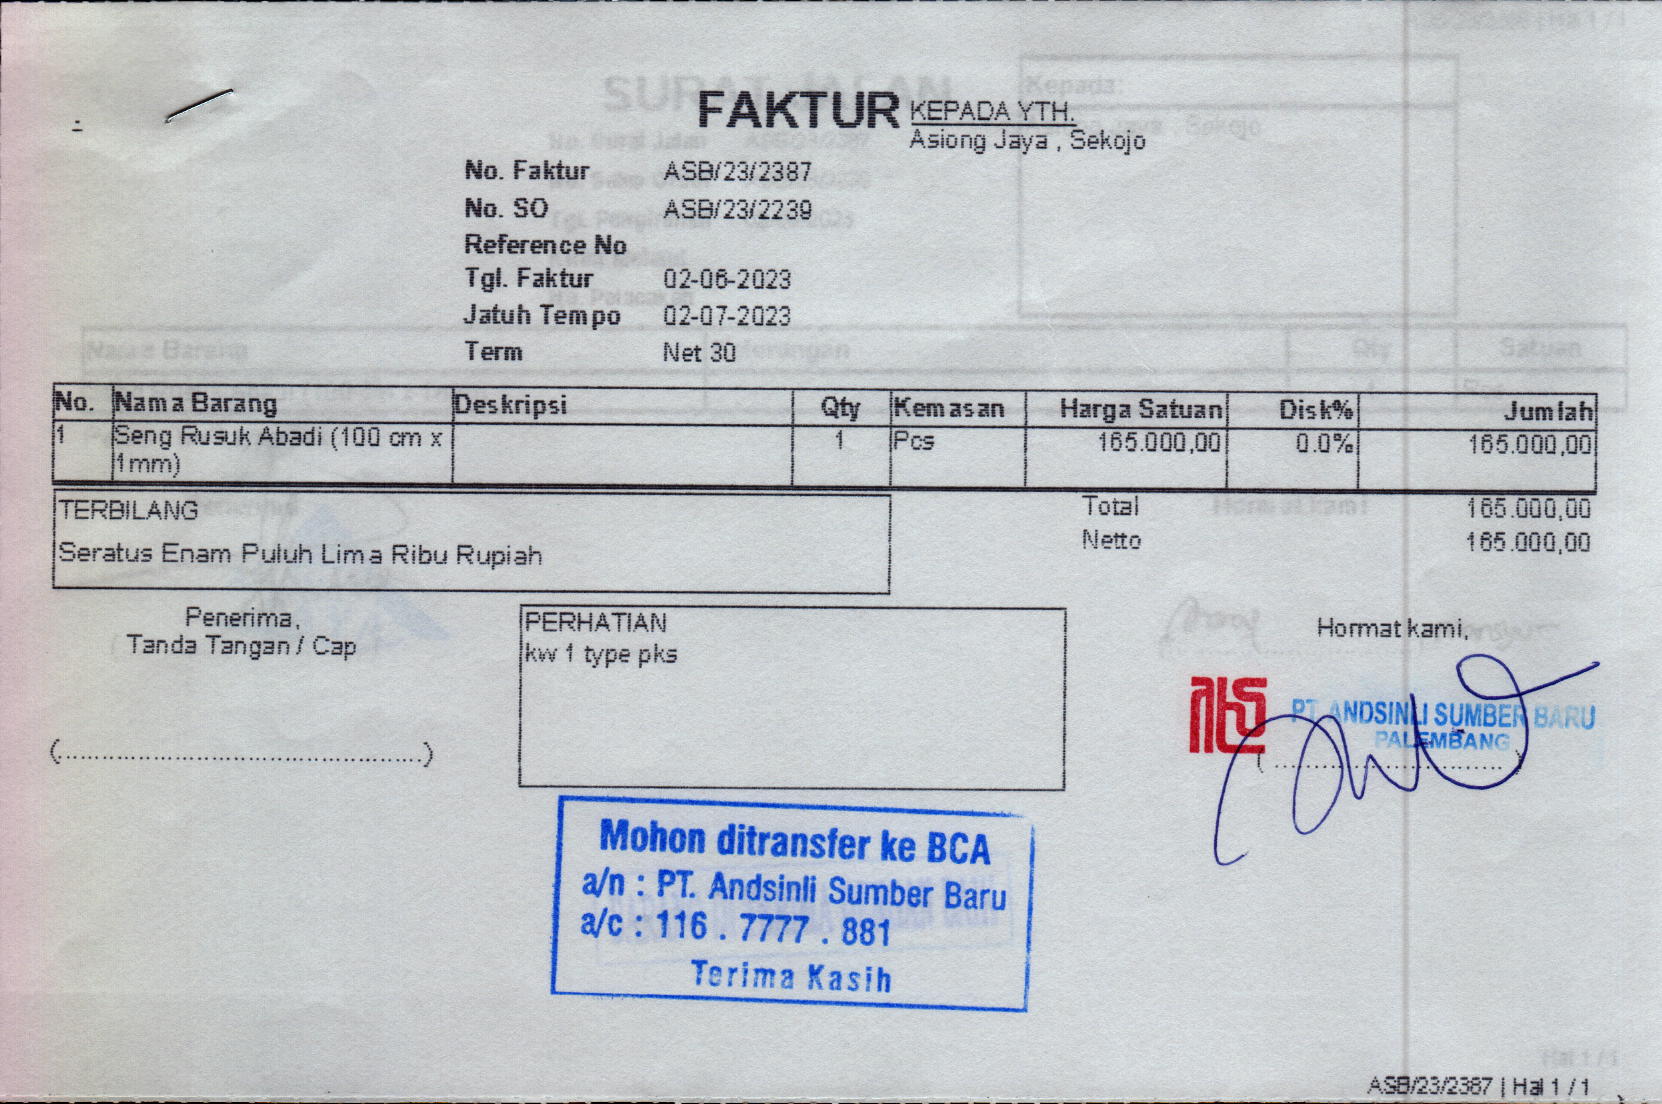 FAKTUR
KEPADA YTH.
Asiong Jaya , Sekojo
No. Faktur ASB/23/2387
No. SO ASB/23/2239
Reference No
Tgl. Faktur 02-06-2023
Jatuh Tempo 02-07-2023
Term Net 30
No. Nama Barang Deskripsi Qty Kemasan Harga Satuan Disk% Jumlah
1 Seng Rusuk Abadi (100 cm x 1 Pcs 165.000,00 0.0% 165.000,00
1mm)
TERBILANG
Seratus Enam Puluh Lima Ribu Rupiah
Total 165.000,00
Netto 165.000,00
Penerima,
Tanda Tangan / Cap
(................................................)
PERHATIAN
kw 1 type pks
Hormat kami,
PT. ANDSINLI SUMBER BARU
PALEMBANG
Mohon ditransfer ke BCA
a/n : PT. Andsinli Sumber Baru
a/c : 116 . 7777 . 881
Terima Kasih
ASB/23/2387 | Hal 1 / 1